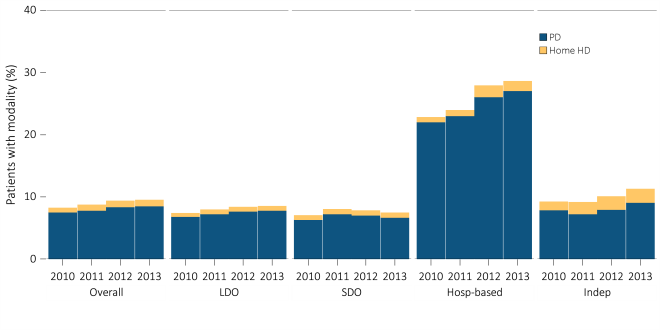 Patients with modality (%)
40
30
20
10
0
PD
Home HD
2010 2011 2012 2013 2010 2011 2012 2013 2010 2011 2012 2013 2010 2011 2012 2013 2010 2011 2012 2013
Overall LDO SDO Hosp-based Indep